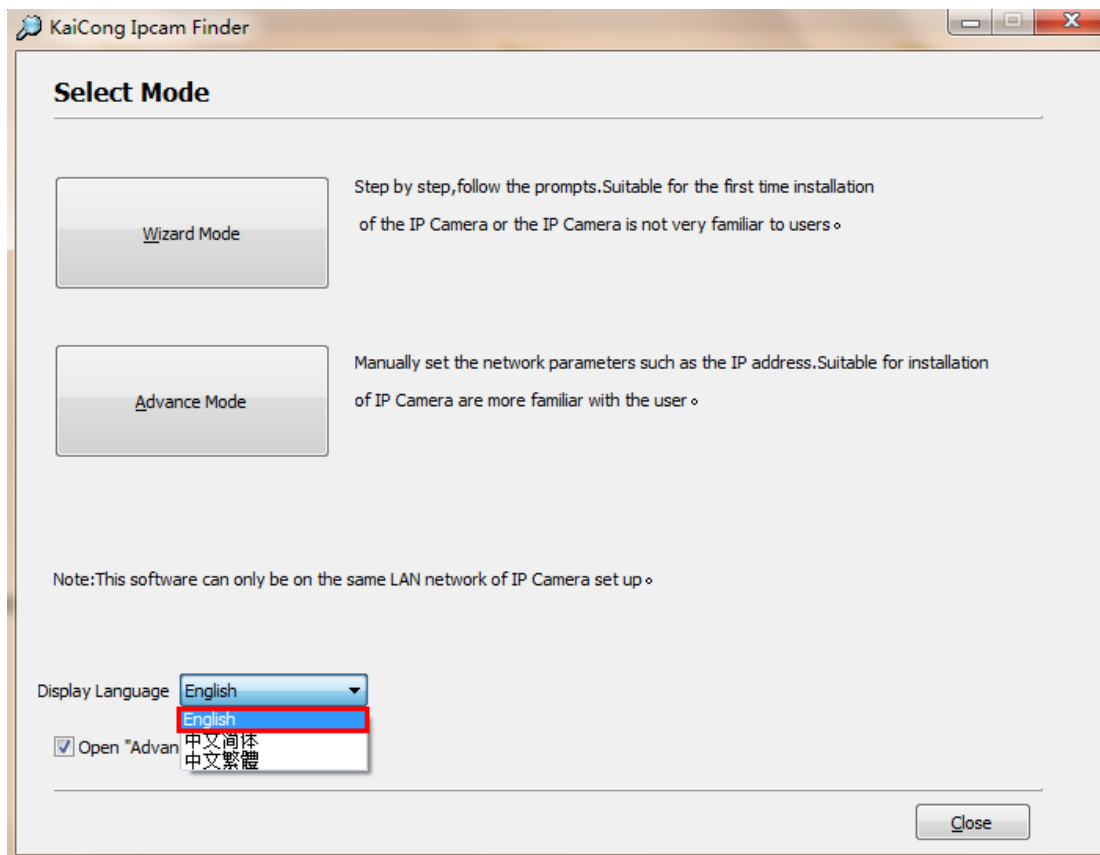 KaiCong Ipcam Finder
Select Mode
Wizard Mode
Step by step,follow the prompts.Suitable for the first time installation
of the IP Camera or the IP Camera is not very familiar to users。
Advance Mode
Manually set the network parameters such as the IP address.Suitable for installation
of IP Camera are more familiar with the user。
Note:This software can only be on the same LAN network of IP Camera set up。
Display Language English
English
中文简体
中文繁體
Open "Advan
Close